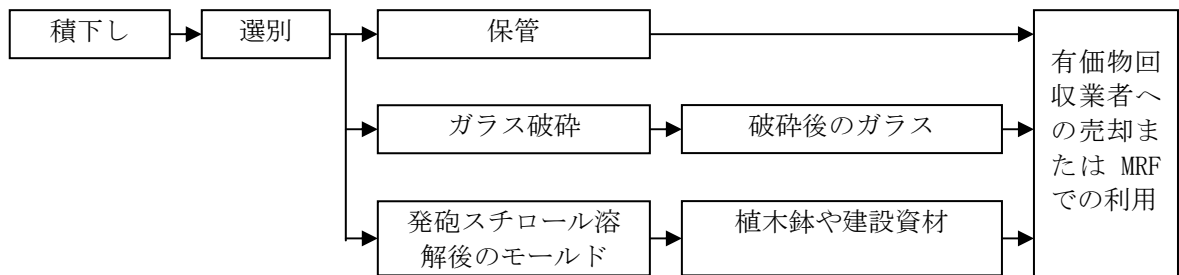 積下し
選別
保管
ガラス破砕
破砕後のガラス
発砲スチロール溶
解後のモールド
植木鉢や建設資材
有価物回
収業者へ
の売却ま
たは MRF
での利用